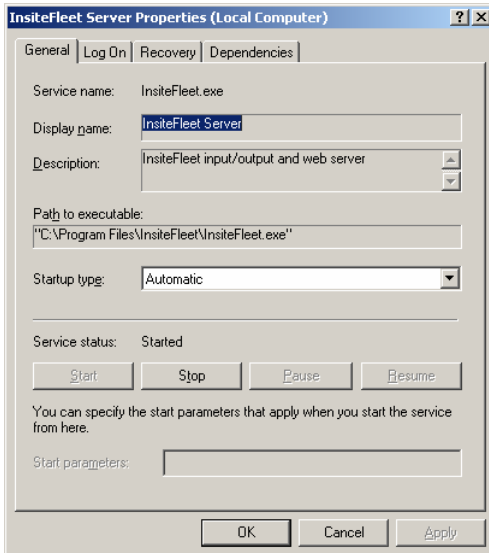 InsiteFleet Server Properties (Local Computer)
General Log On Recovery Dependencies
Service name: InsiteFleet.exe
Display name: InsiteFleet Server
Description: InsiteFleet input/output and web server
Path to executable:
"C:\Program Files\InsiteFleet\InsiteFleet.exe"
Startup type: Automatic
Service status: Started
Start Stop Pause Resume
You can specify the start parameters that apply when you start the service
from here.
Start parameters:
OK Cancel Apply